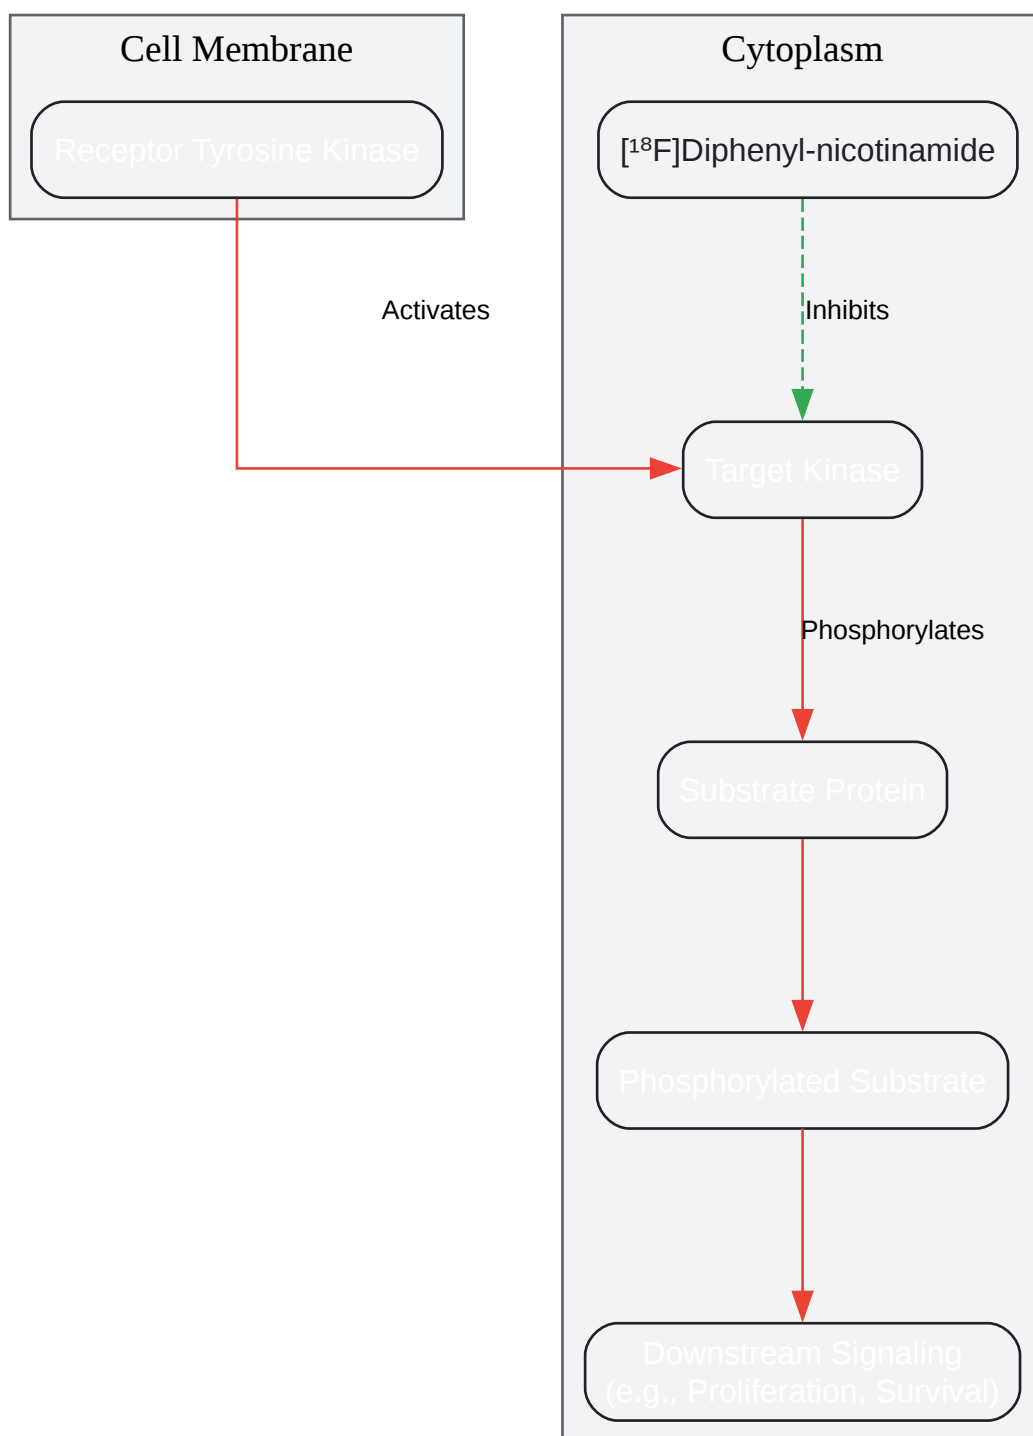 Cell Membrane
Cytoplasm
Receptor Tyrosine Kinase
[¹⁸F]Diphenyl-nicotinamide
Activates
Inhibits
Target Kinase
Phosphorylates
Substrate Protein
Phosphorylated Substrate
Downstream Signaling
(e.g., Proliferation, Survival)